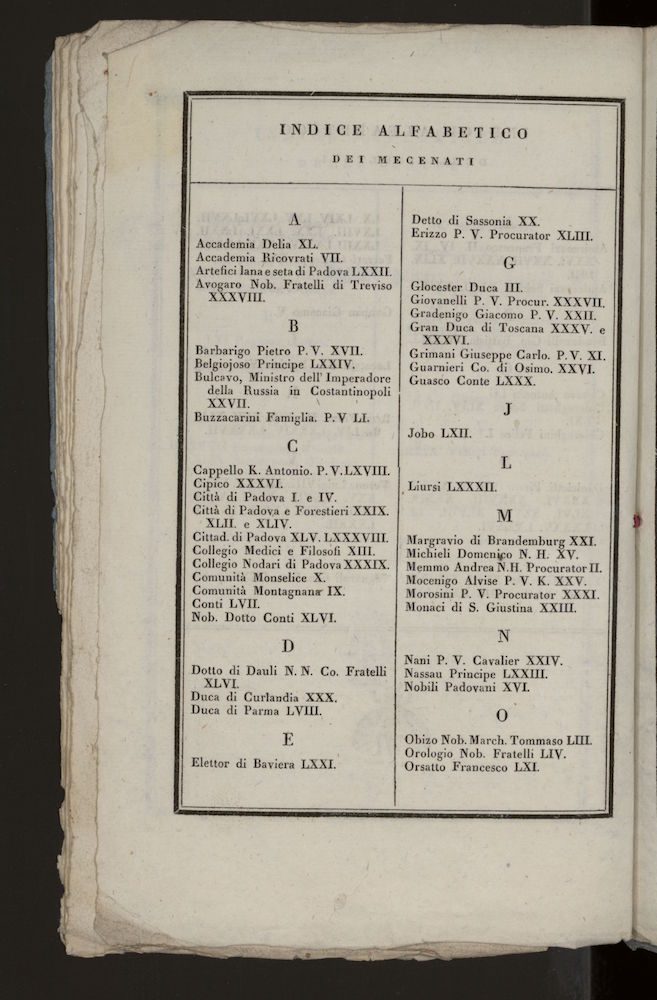 INDICE ALFABETICO
DEI MECENATI
A
Accademia Delia XL.
Accademia Ricovrati VII.
Artefici lana e seta di Padova LXXII.
Avogaro Nob. Fratelli di Treviso
XXXVIII.
B
Barbarigo Pietro P. V. XVII.
Belgiojoso Principe LXXIV.
Bulcavo, Ministro dell' Imperadore
della Russia in Costantinopoli
XXVII.
Buzzacarini Famiglia. P. V LI.
C
Cappello K. Antonio. P. V. LXVIII.
Cipico XXXVI.
Città di Padova I. e IV.
Città di Padova e Forestieri XXIX.
XLII. e XLIV.
Cittad. di Padova XLV. LXXXVIII.
Collegio Medici e Filosofi XIII.
Collegio Nodari di Padova XXXIX.
Comunità Monselice X.
Comunità Montagnana IX.
Conti LVII.
Nob. Dotto Conti XLVI.
D
Dotto di Dauli N. N. Co. Fratelli
XLVI.
Duca di Curlandia XXX.
Duca di Parma LVIII.
E
Elettor di Baviera LXXI.
Detto di Sassonia XX.
Erizzo P. V. Procurator XLIII.
G
Glocester Duca III.
Giovanelli P. V. Procur. XXXVII.
Gradenigo Giacomo P. V. XXII.
Gran Duca di Toscana XXXV. e
XXXVI.
Grimani Giuseppe Carlo. P. V. XI.
Guarnieri Co. di Osimo. XXVI.
Guasco Conte LXXX.
J
Jobo LXII.
L
Liursi LXXXII.
M
Margravio di Brandemburg XXI.
Michieli Domenico N. H. XV.
Memmo Andrea N. H. Procurator II.
Mocenigo Alvise P. V. K. XXV.
Morosini P. V. Procurator XXXI.
Monaci di S. Giustina XXIII.
N
Nani P. V. Cavalier XXIV.
Nassau Principe LXXIII.
Nobili Padovani XVI.
O
Obizo Nob. March. Tommaso LIII.
Orologio Nob. Fratelli LIV.
Orsatto Francesco LXI.